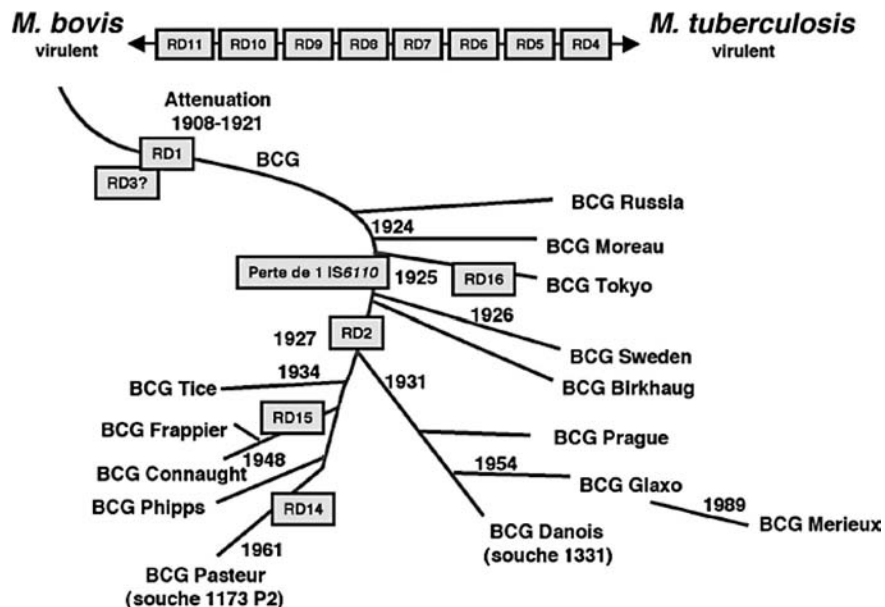 M. bovis
virulent
RD11
RD10
RD9
RD8
RD7
RD6
RD5
RD4
M. tuberculosis
virulent
Attenuation
1908-1921
RD1
BCG
RD3?
BCG Russia
1924
BCG Moreau
Perte de 1 IS6110
1925
RD16
BCG Tokyo
1926
1927
RD2
BCG Sweden
1934
1931
BCG Tice
BCG Birkhaug
RD15
BCG Frappier
BCG Prague
1948
1954
BCG Connaught
BCG Glaxo
BCG Phipps
RD14
1989
BCG Merieux
BCG Danois
(souche 1331)
1961
BCG Pasteur
(souche 1173 P2)